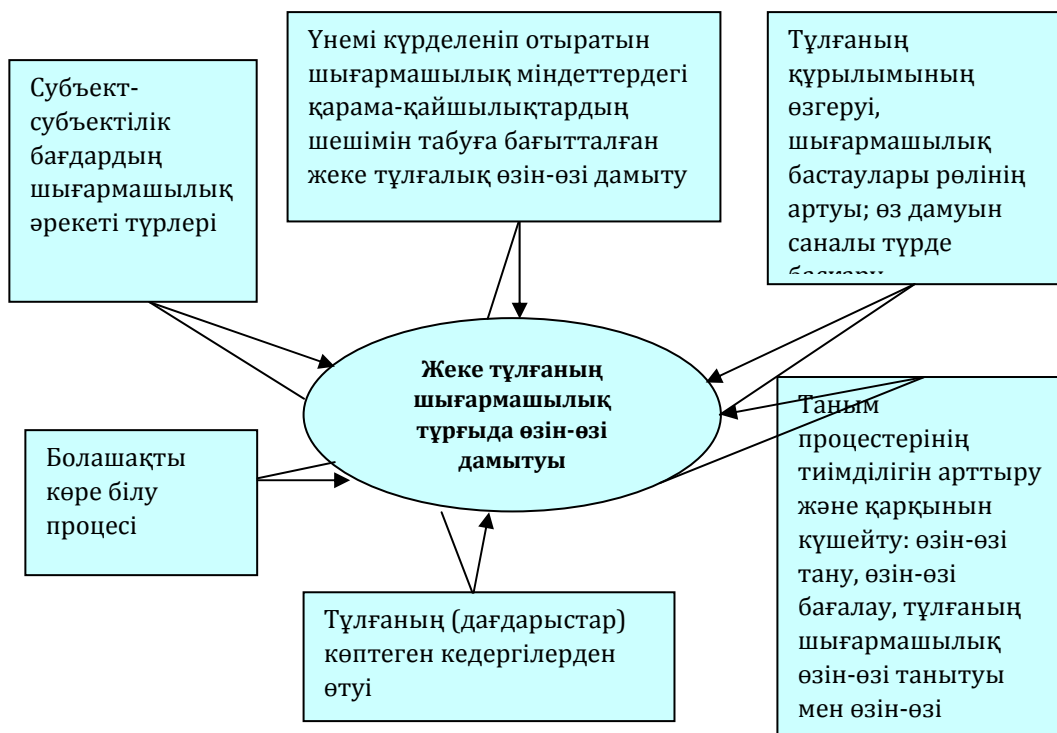 Субъект-
субъектілік
бағдардың
шығармашылық
әрекеті түрлері
Үнемі күрделеніп отыратын
шығармашылық міндеттердегі
қарама-қайшылықтардың
шешімін табуға бағытталған
жеке тұлғалық өзін-өзі дамыту
Тұлғаның
құрылымының
өзгеруі,
шығармашылық
бастаулары рөлінің
артуы; өз дамуын
саналы түрде
Жеке тұлғаның
шығармашылық
тұрғыда өзін-өзі
дамытуы
Болашақты
көре білу
процесі
Тұлғаның (дағдарыстар)
көптеген кедергілерден
өтуі
Таным
процестерінің
тиімділігін арттыру
және қарқынын
күшейту: өзін-өзі
тану, өзін-өзі
бағалау, тұлғаның
шығармашылық
өзін-өзі танытуы
мен өзін-өзі